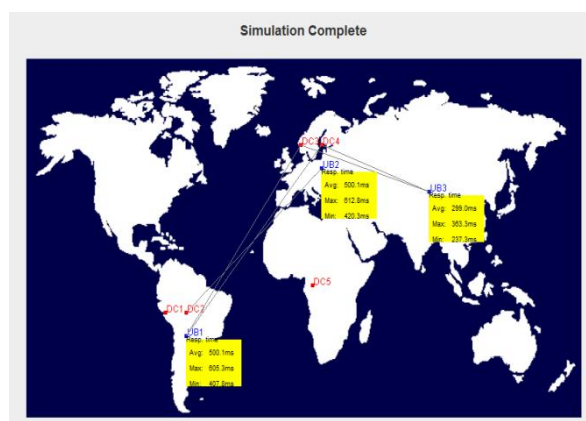 Simulation Complete
DC3 DC4
UB2
Resp. time
Avg: 500.1ms
Max: 612.8ms
Min: 420.3ms
UB3
Resp. time
Avg: 299.0ms
Max: 363.3ms
Min: 237.3ms
DC5
DC1 DC2
UB1
Resp. time
Avg: 500.1ms
Max: 605.3ms
Min: 407.8ms